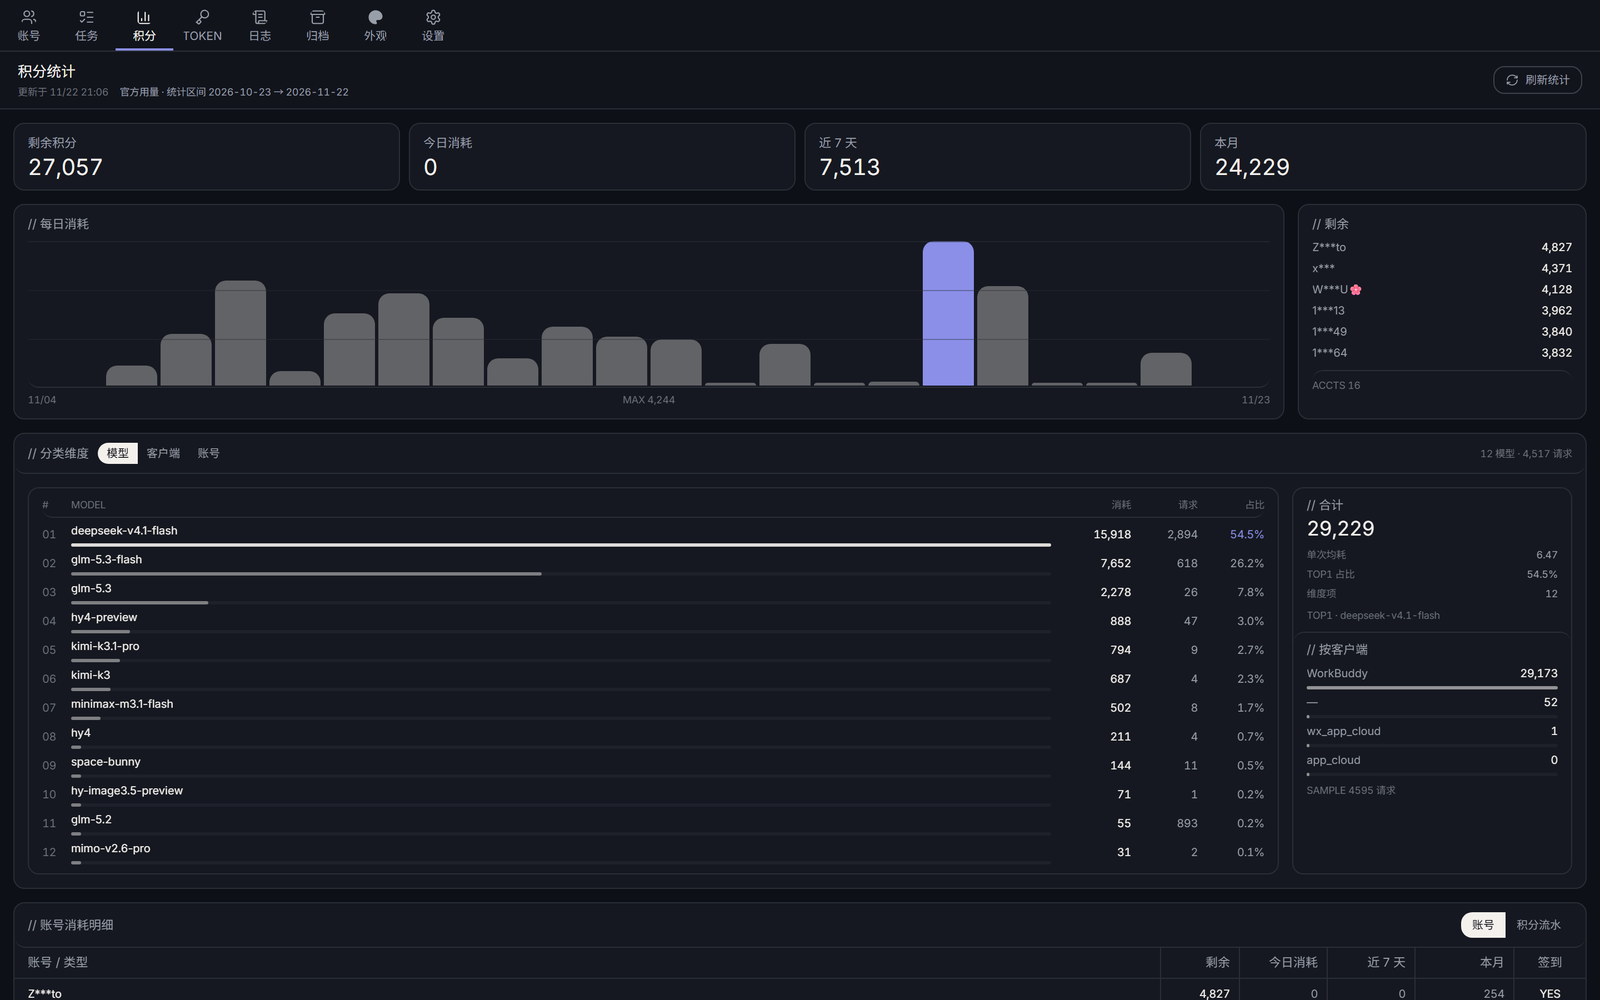 账号 任务 积分 TOKEN 日志 归档 外观 设置
积分统计
更新于 11/22 21:06 官方用量 · 统计区间 2026-10-23 → 2026-11-22
刷新统计
剩余积分
27,057
今日消耗
0
近 7 天
7,513
本月
24,229
// 每日消耗
11/04 MAX 4,244 11/23
// 剩余
Z***to 4,827
x*** 4,371
W***U🌸 4,128
1***13 3,962
1***49 3,840
1***64 3,832
ACCTS 16
// 分类维度 模型 客户端 账号
12 模型 · 4,517 请求
# MODEL 消耗 请求 占比
01 deepseek-v4.1-flash 15,918 2,894 54.5%
02 glm-5.3-flash 7,652 618 26.2%
03 glm-5.3 2,278 26 7.8%
04 hy4-preview 888 47 3.0%
05 kimi-k3.1-pro 794 9 2.7%
06 kimi-k3 687 4 2.3%
07 minimax-m3.1-flash 502 8 1.7%
08 hy4 211 4 0.7%
09 space-bunny 144 11 0.5%
10 hy-image3.5-preview 71 1 0.2%
11 glm-5.2 55 893 0.2%
12 mimo-v2.6-pro 31 2 0.1%
// 合计
29,229
单次均耗 6.47
TOP1 占比 54.5%
维度项 12
TOP1 · deepseek-v4.1-flash
// 按客户端
WorkBuddy 29,173
— 52
wx_app_cloud 1
app_cloud 0
SAMPLE 4595 请求
// 账号消耗明细
账号 积分流水
账号 / 类型 剩余 今日消耗 近 7 天 本月 签到
Z***to 4,827 0 0 254 YES